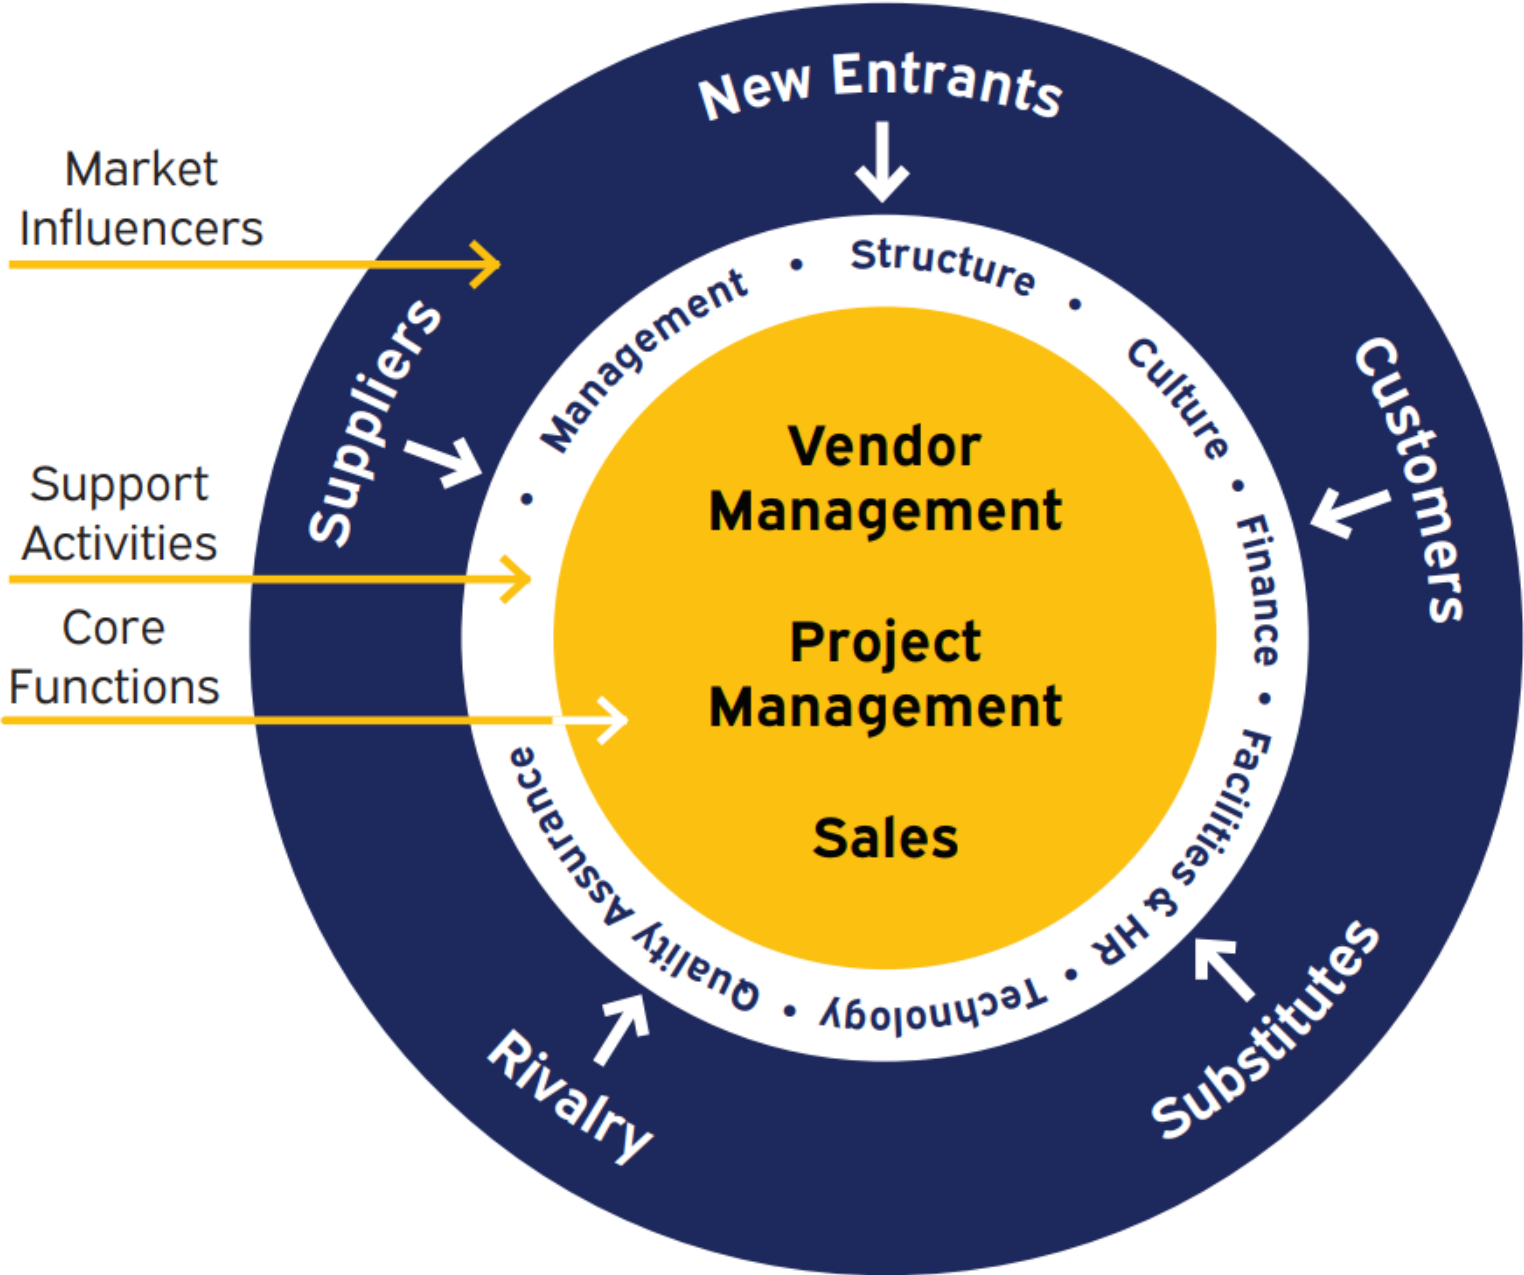 Market
Influencers
Support
Activities
Core
Functions
New Entrants
Customers
Substitutes
Rivalry
Suppliers
• Management • Structure • Culture • Finance • Facilities & HR • Technology • Quality Assurance
Vendor
Management
Project
Management
Sales